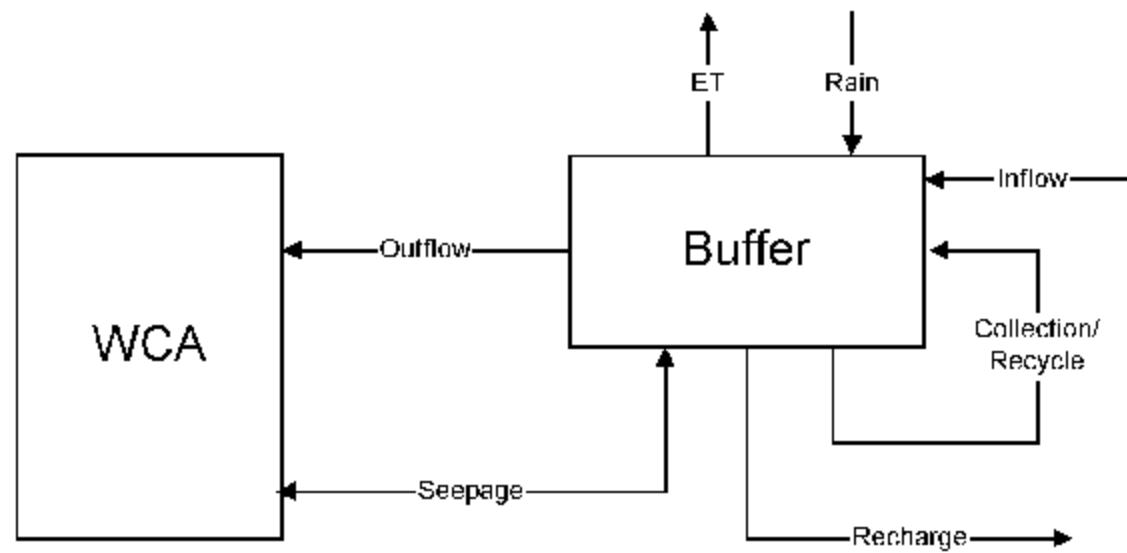 ET
Rain
Inflow
Outflow
Buffer
WCA
Collection/
Recycle
Seepage
Recharge